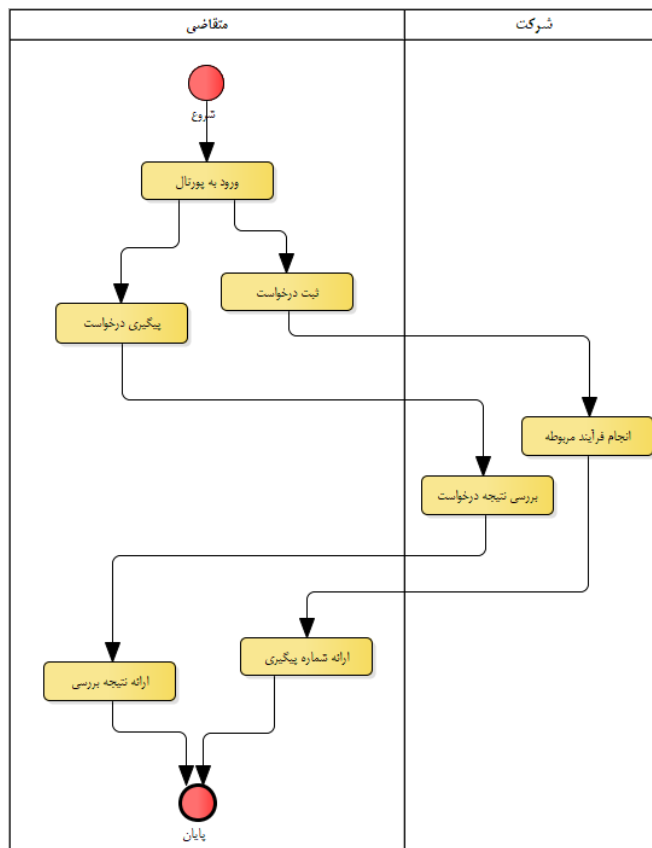 شرکت
متقاضی
شروع
ورود به پورتال
ثبت درخواست
پیگیری درخواست
انجام فرآیند مربوطه
بررسی نتیجه درخواست
ارائه شماره پیگیری
ارائه نتیجه بررسی
پایان